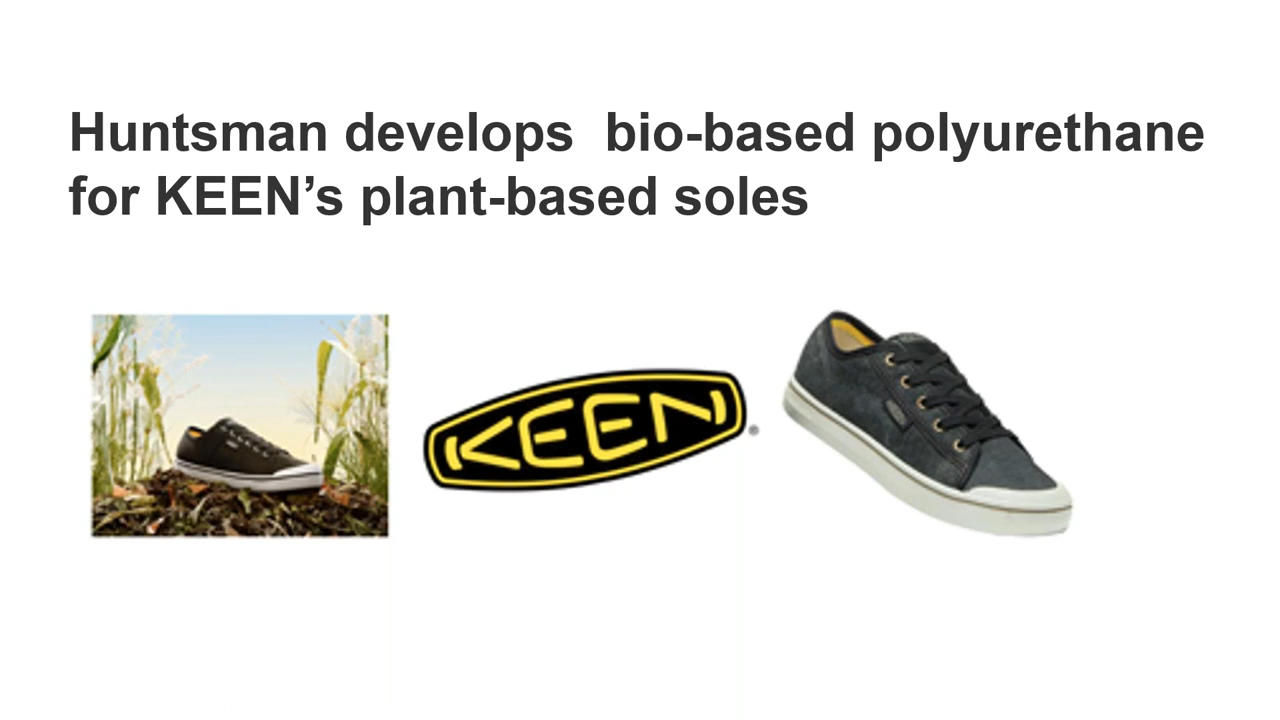 Huntsman develops  bio-based polyurethane
for KEEN’s plant-based soles
KEEN